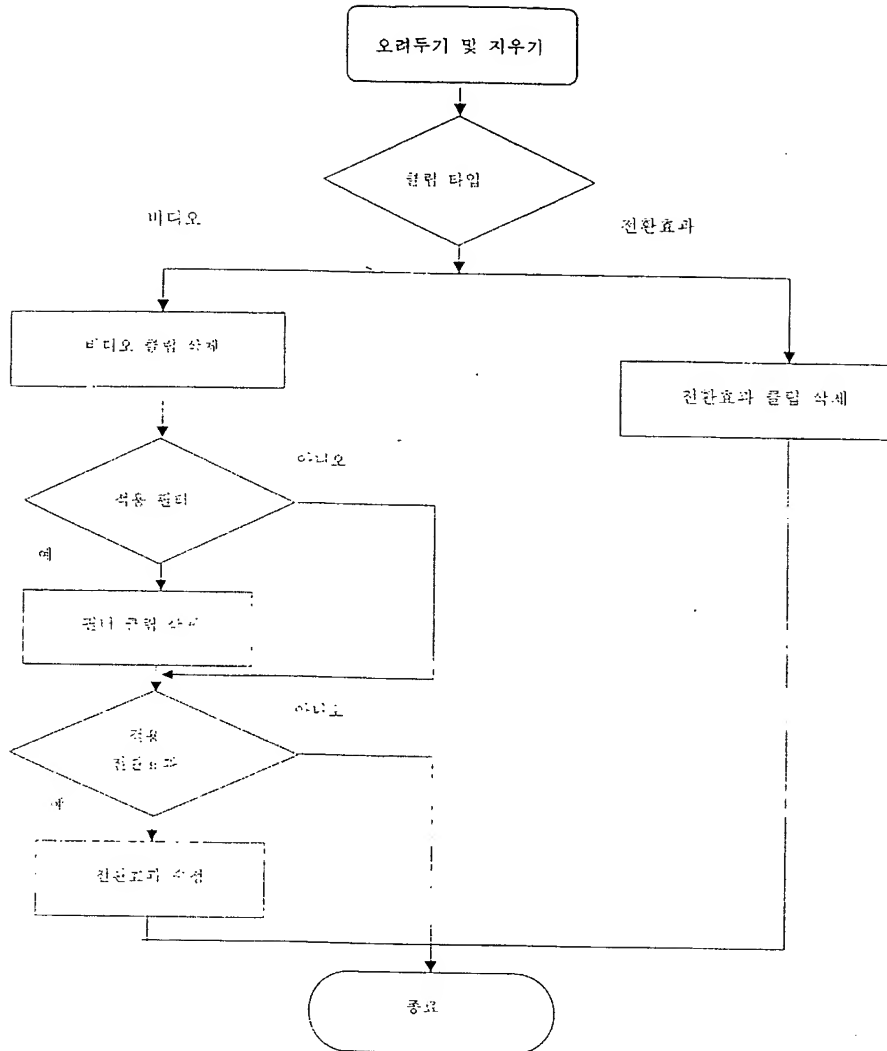 오려두기 및 지우기
클립 타입
비디오
전환효과
비디오 클립 삭제
전환효과 클립 삭제
아니오
적용 필터
예
필터 클립 삭제
아니오
적용
전환효과
예
전환효과
종료